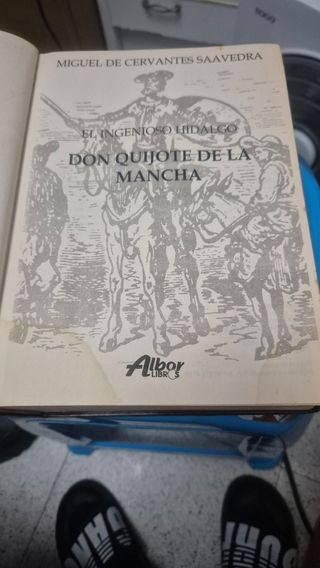 MIGUEL DE CERVANTES SAAVEDRA
EL INGENIOSO HIDALGO
DON QUIJOTE DE LA
MANCHA
Albor
LIBROS